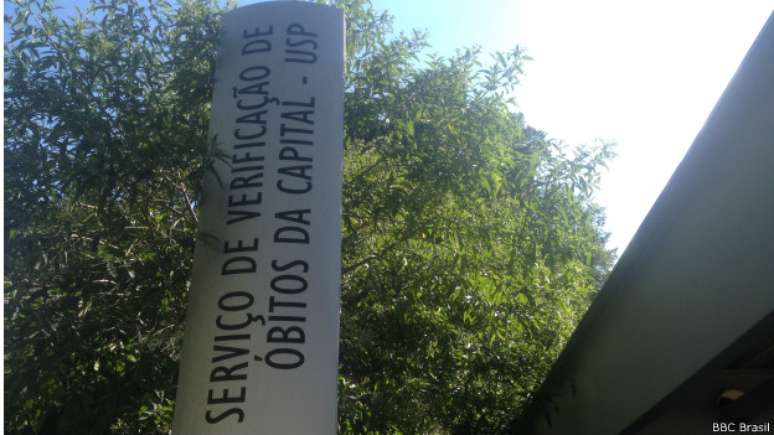 SERVIÇO DE VERIFICAÇÃO DE
ÓBITOS DA CAPITAL - USP
BBC Brasil